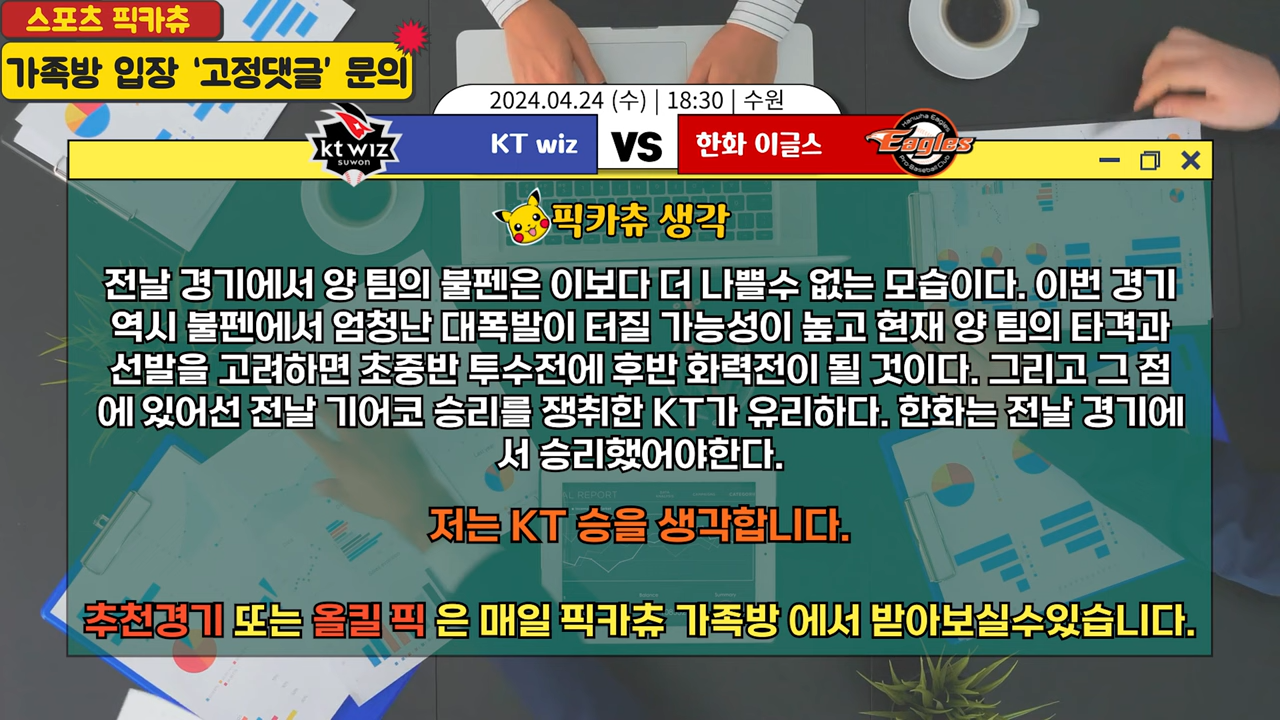 스포츠 픽카츄
가족방 입장 '고정댓글' 문의
2024.04.24 (수) | 18:30 | 수원
kt wiz
suwon
KT wiz
VS
한화 이글스
Hanwha Eagles
Eagles
Pro-Baseball Club
픽카츄 생각
전날 경기에서 양 팀의 불펜은 이보다 더 나쁠수 없는 모습이다. 이번 경기
역시 불펜에서 엄청난 대폭발이 터질 가능성이 높고 현재 양 팀의 타격과
선발을 고려하면 초중반 투수전에 후반 화력전이 될 것이다. 그리고 그 점
에 있어선 전날 기어코 승리를 쟁취한 KT가 유리하다. 한화는 전날 경기에
서 승리했어야한다.
저는 KT 승을 생각합니다.
추천경기 또는 올킬 픽 은 매일 픽카츄 가족방 에서 받아보실수있습니다.